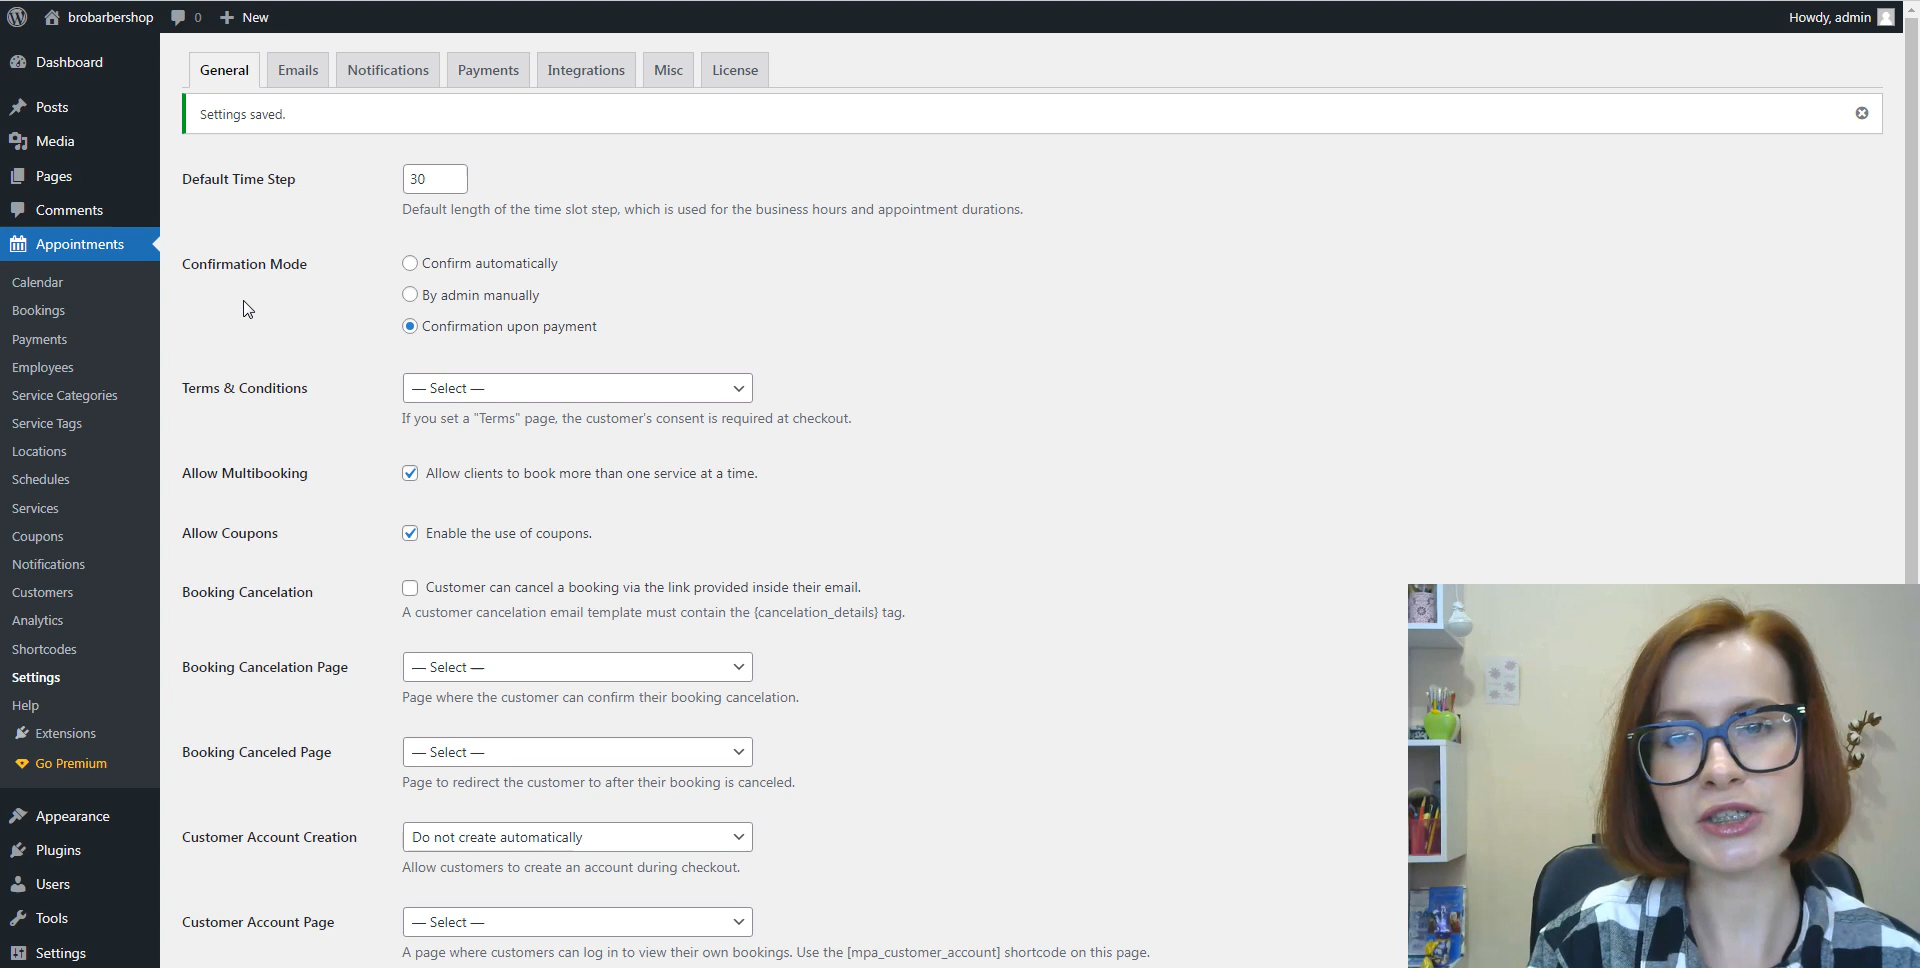 brobarbershop
0
New
Howdy, admin
Dashboard
Posts
Media
Pages
Comments
Appointments
Calendar
Bookings
Payments
Employees
Service Categories
Service Tags
Locations
Schedules
Services
Coupons
Notifications
Customers
Analytics
Shortcodes
Settings
Help
Extensions
Go Premium
Appearance
Plugins
Users
Tools
Settings
General
Emails
Notifications
Payments
Integrations
Misc
License
Settings saved.
Default Time Step
30
Default length of the time slot step, which is used for the business hours and appointment durations.
Confirmation Mode
Confirm automatically
By admin manually
Confirmation upon payment
Terms & Conditions
— Select —
If you set a "Terms" page, the customer's consent is required at checkout.
Allow Multibooking
Allow clients to book more than one service at a time.
Allow Coupons
Enable the use of coupons.
Booking Cancelation
Customer can cancel a booking via the link provided inside their email.
A customer cancelation email template must contain the {cancelation_details} tag.
Booking Cancelation Page
— Select —
Page where the customer can confirm their booking cancelation.
Booking Canceled Page
— Select —
Page to redirect the customer to after their booking is canceled.
Customer Account Creation
Do not create automatically
Allow customers to create an account during checkout.
Customer Account Page
— Select —
A page where customers can log in to view their own bookings. Use the [mpa_customer_account] shortcode on this page.